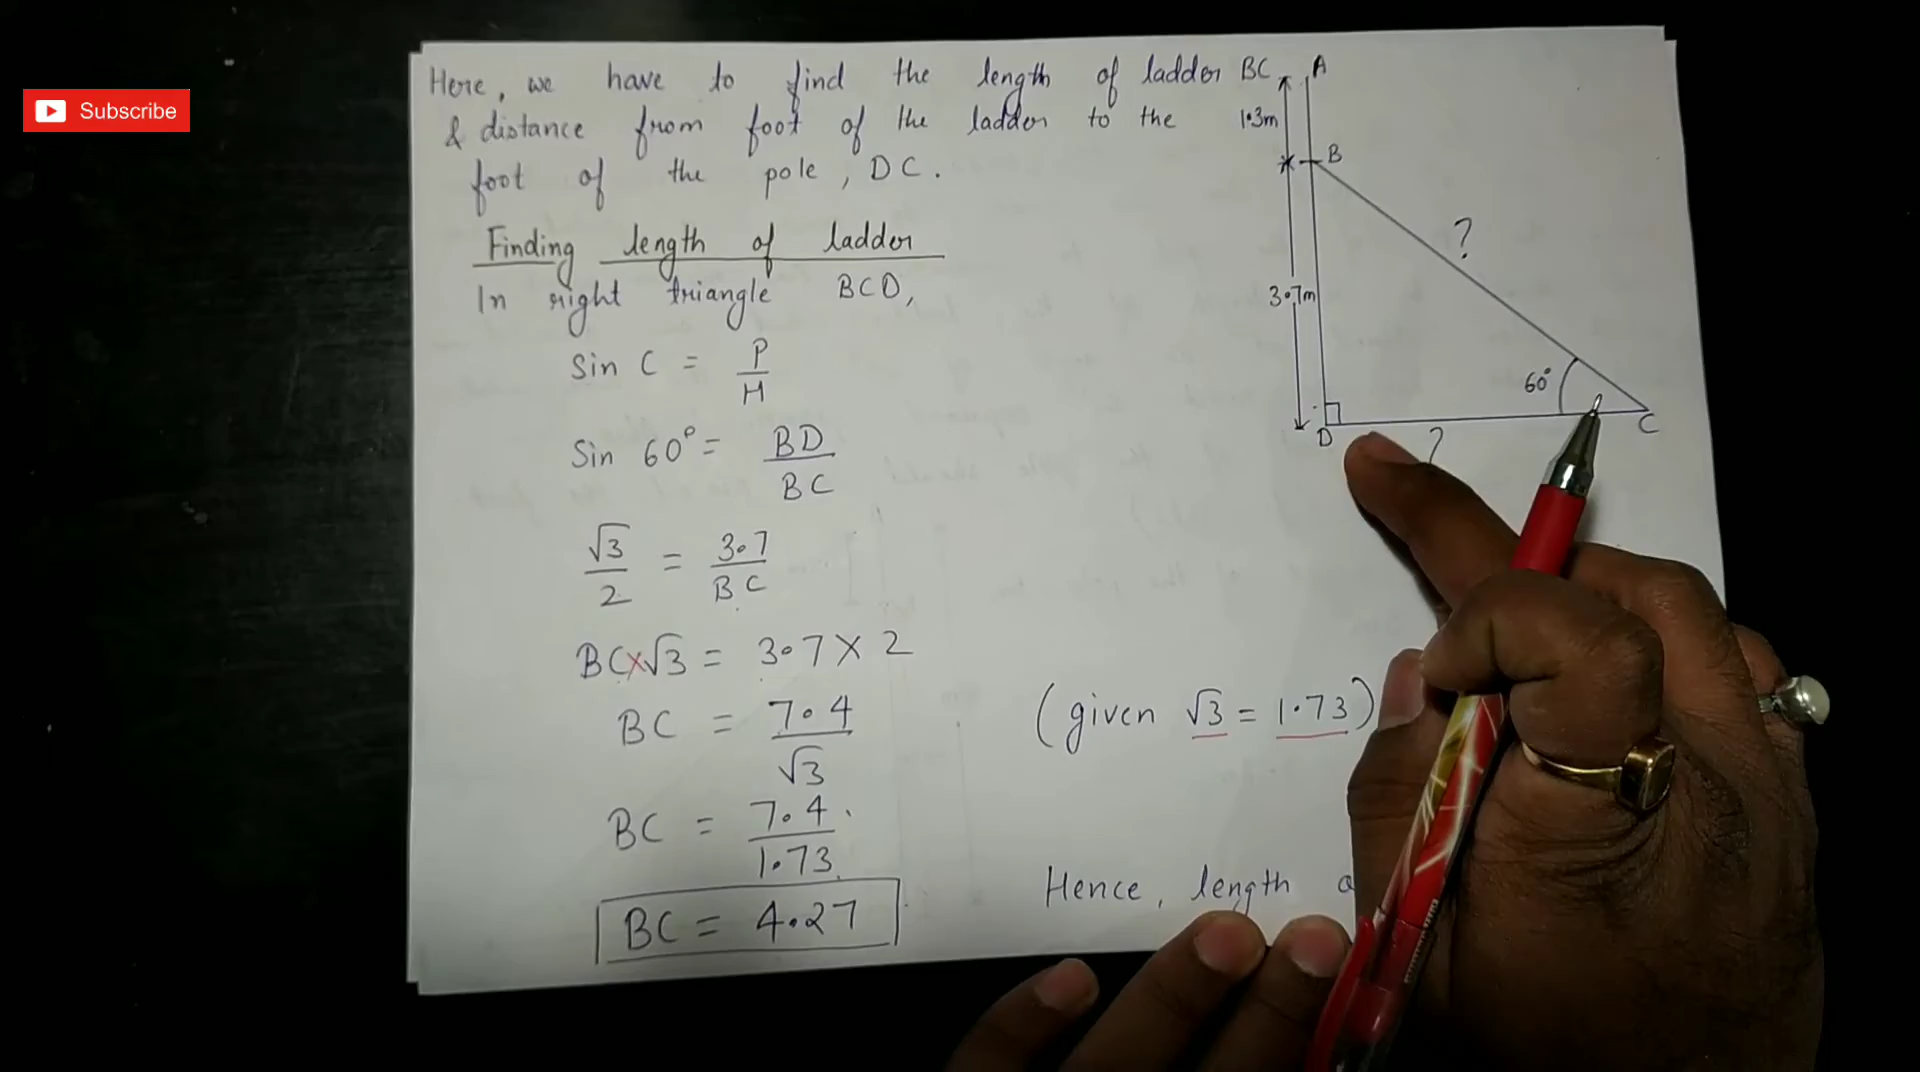 Subscribe
Here, we have to find the length of ladder BC
& distance from foot of the ladder to the
foot of the pole, DC.
Finding length of ladder
In right triangle BCD,
Sin C = P/H
Sin 60° = BD/BC
√3/2 = 3.7/BC
BC×√3 = 3.7 × 2
BC = 7.4/√3
(given √3 = 1.73)
BC = 7.4/1.73
BC = 4.27
Hence, length
A
1.3m
B
?
3.7m
60°
D
?
C